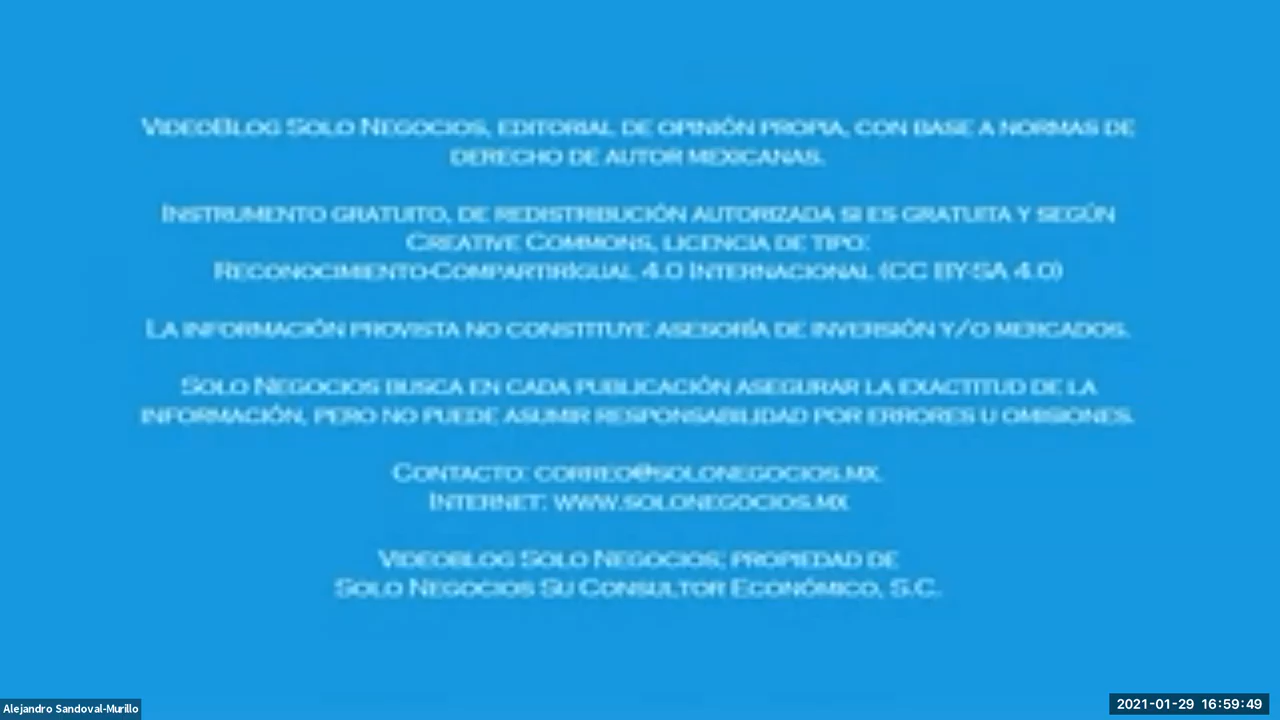 VideoBlog Solo Negocios, editorial de opinión propia, con base a normas de
derecho de autor mexicanas.
Instrumento gratuito, de redistribución autorizada si es gratuita y según
Creative Commons, licencia de tipo:
Reconocimiento-CompartirIgual 4.0 Internacional (CC BY-SA 4.0)
La información provista no constituye asesoría de inversión y/o mercados.
Solo Negocios busca en cada publicación asegurar la exactitud de la
información, pero no puede asumir responsabilidad por errores u omisiones.
Contacto: correo@solonegocios.mx
Internet: www.solonegocios.mx
Videoblog Solo Negocios; propiedad de
Solo Negocios Su Consultor Económico, S.C.
Alejandro Sandoval-Murillo
2021-01-29 16:59:49